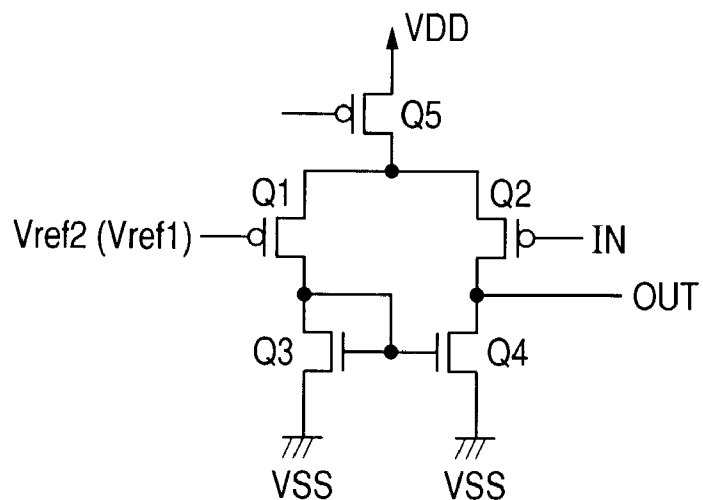 VDD
Q5
Q1
Q2
Vref2 (Vref1)
IN
OUT
Q3
Q4
VSS
VSS